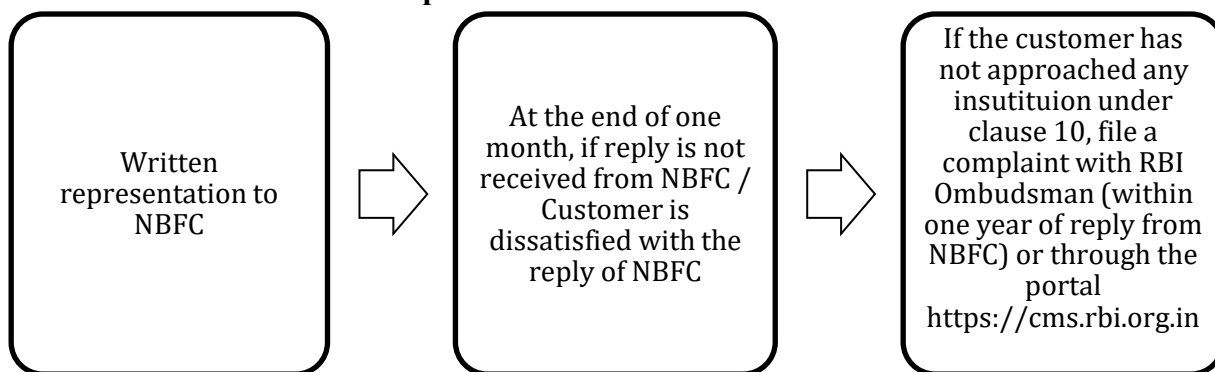 Written
representation to
NBFC
At the end of one
month, if reply is not
received from NBFC /
Customer is
dissatisfied with the
reply of NBFC
If the customer has
not approached any
insutituion under
clause 10, file a
complaint with RBI
Ombudsman (within
one year of reply from
NBFC) or through the
portal
https://cms.rbi.org.in